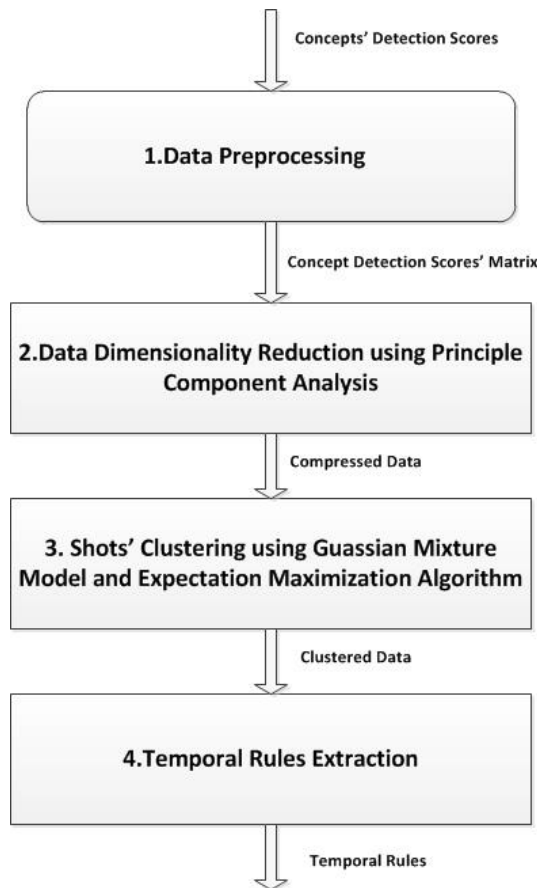 Concepts' Detection Scores
1.Data Preprocessing
Concept Detection Scores' Matrix
2.Data Dimensionality Reduction using Principle
Component Analysis
Compressed Data
3. Shots' Clustering using Guassian Mixture
Model and Expectation Maximization Algorithm
Clustered Data
4.Temporal Rules Extraction
Temporal Rules